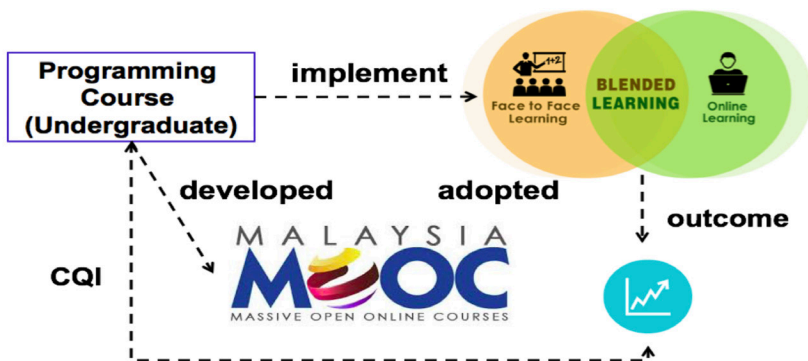 Programming
Course
(Undergraduate)
implement
1+2
Face to Face
Learning
BLENDED
LEARNING
Online
Learning
developed
adopted
outcome
CQI
MALAYSIA
MOOC
MASSIVE OPEN ONLINE COURSES